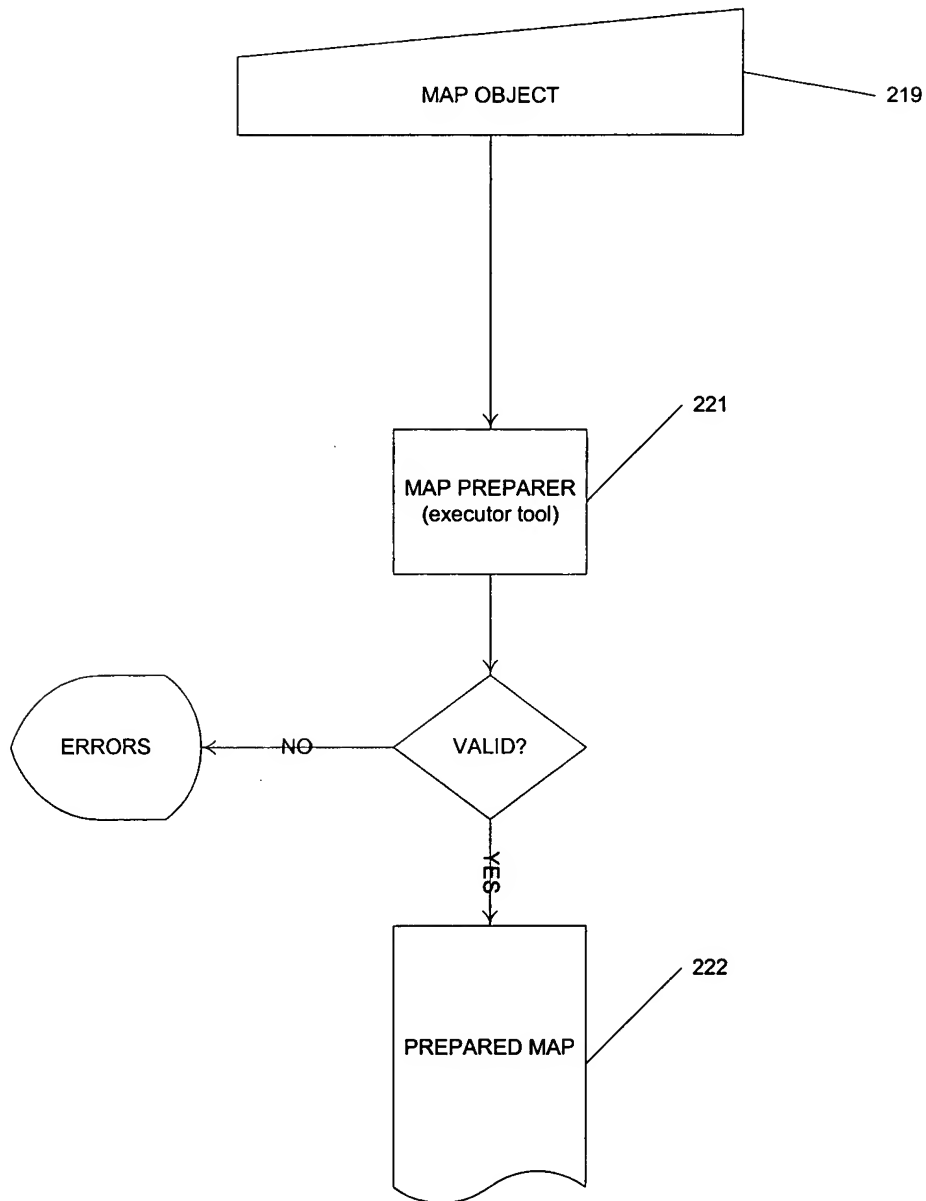 MAP OBJECT
219
221
MAP PREPARER
(executor tool)
ERRORS
NO
VALID?
YES
222
PREPARED MAP